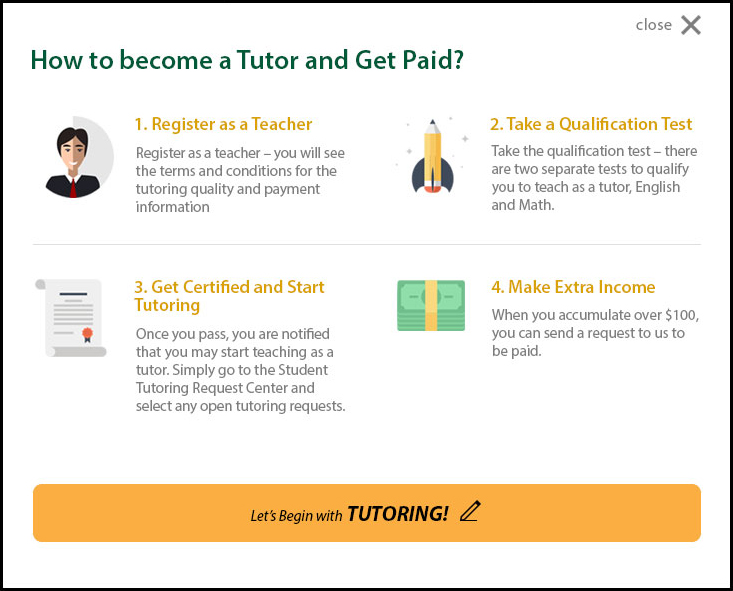 close
How to become a Tutor and Get Paid?
1. Register as a Teacher
Register as a teacher – you will see
the terms and conditions for the
tutoring quality and payment
information
2. Take a Qualification Test
Take the qualification test – there
are two separate tests to qualify
you to teach as a tutor, English
and Math.
3. Get Certified and Start
Tutoring
Once you pass, you are notified
that you may start teaching as a
tutor. Simply go to the Student
Tutoring Request Center and
select any open tutoring requests.
4. Make Extra Income
When you accumulate over $100,
you can send a request to us to
be paid.
Let's Begin with TUTORING!